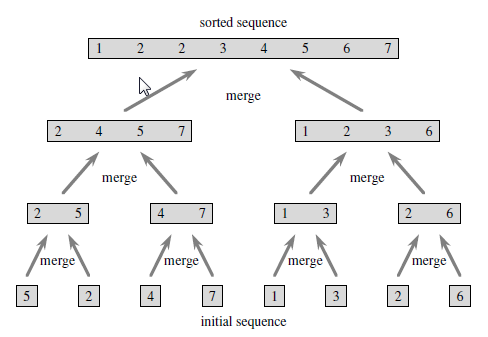 sorted sequence
1 2 2 3 4 5 6 7
merge
2 4 5 7 1 2 3 6
merge merge
2 5 4 7 1 3 2 6
merge merge merge merge
5 2 4 7 1 3 2 6
initial sequence